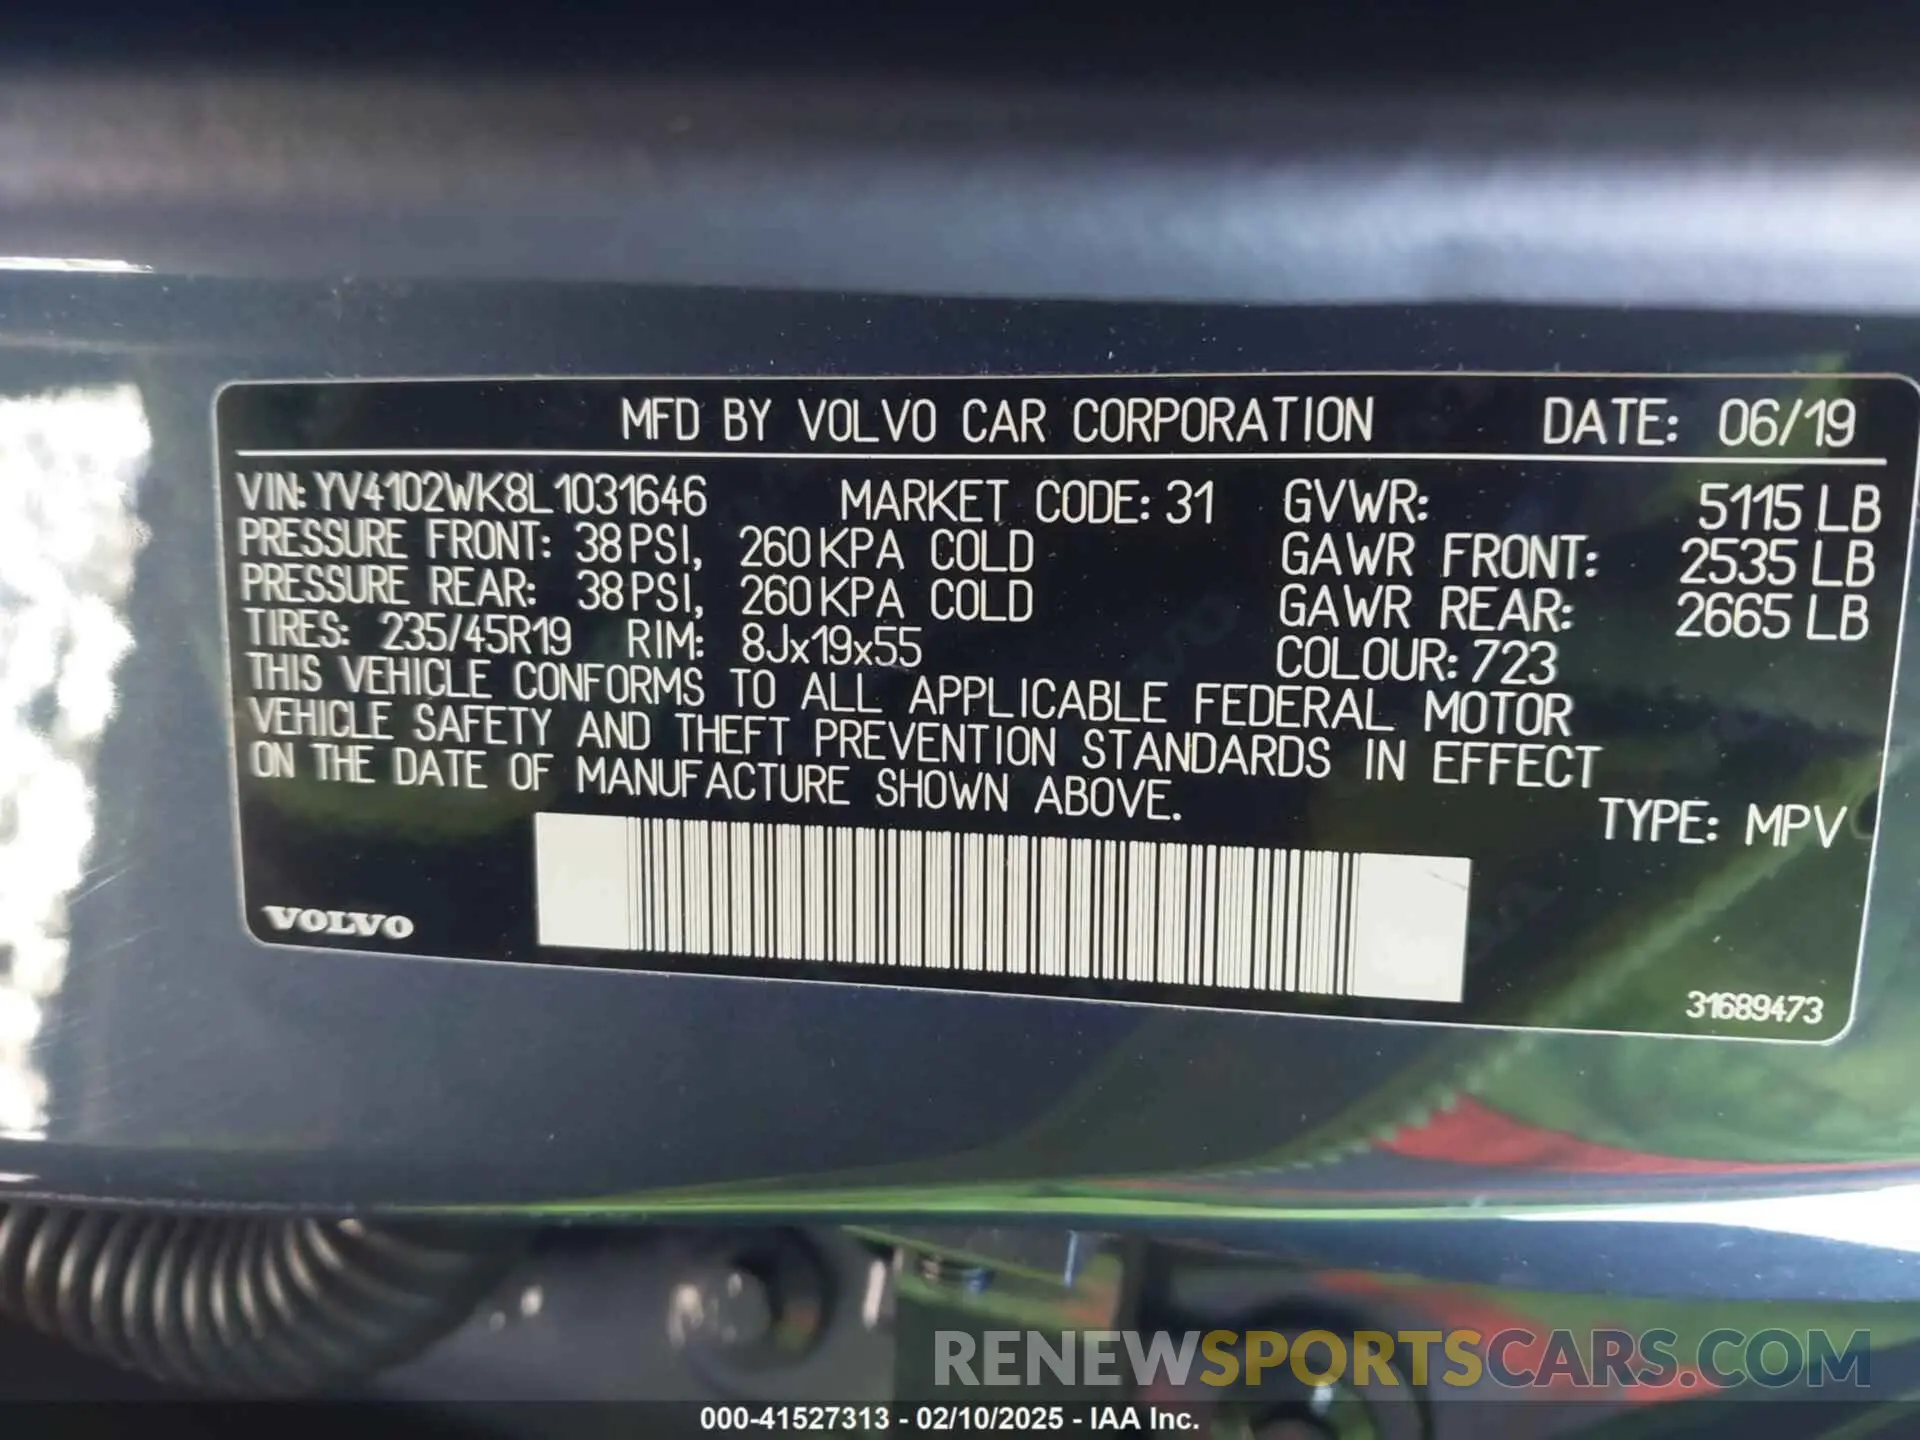 MFD BY VOLVO CAR CORPORATION DATE: 06/19
VIN: YV4102WK8L1031646 MARKET CODE: 31 GVWR: 5115 LB
PRESSURE FRONT: 38 PSI, 260 KPA COLD GAWR FRONT: 2535 LB
PRESSURE REAR: 38 PSI, 260 KPA COLD GAWR REAR: 2665 LB
TIRES: 235/45R19 RIM: 8Jx19x55 COLOUR: 723
THIS VEHICLE CONFORMS TO ALL APPLICABLE FEDERAL MOTOR
VEHICLE SAFETY AND THEFT PREVENTION STANDARDS IN EFFECT
ON THE DATE OF MANUFACTURE SHOWN ABOVE.
TYPE: MPV
VOLVO
31689473
RENEWSPORTSCARS.COM
000-41527313 - 02/10/2025 - IAA Inc.